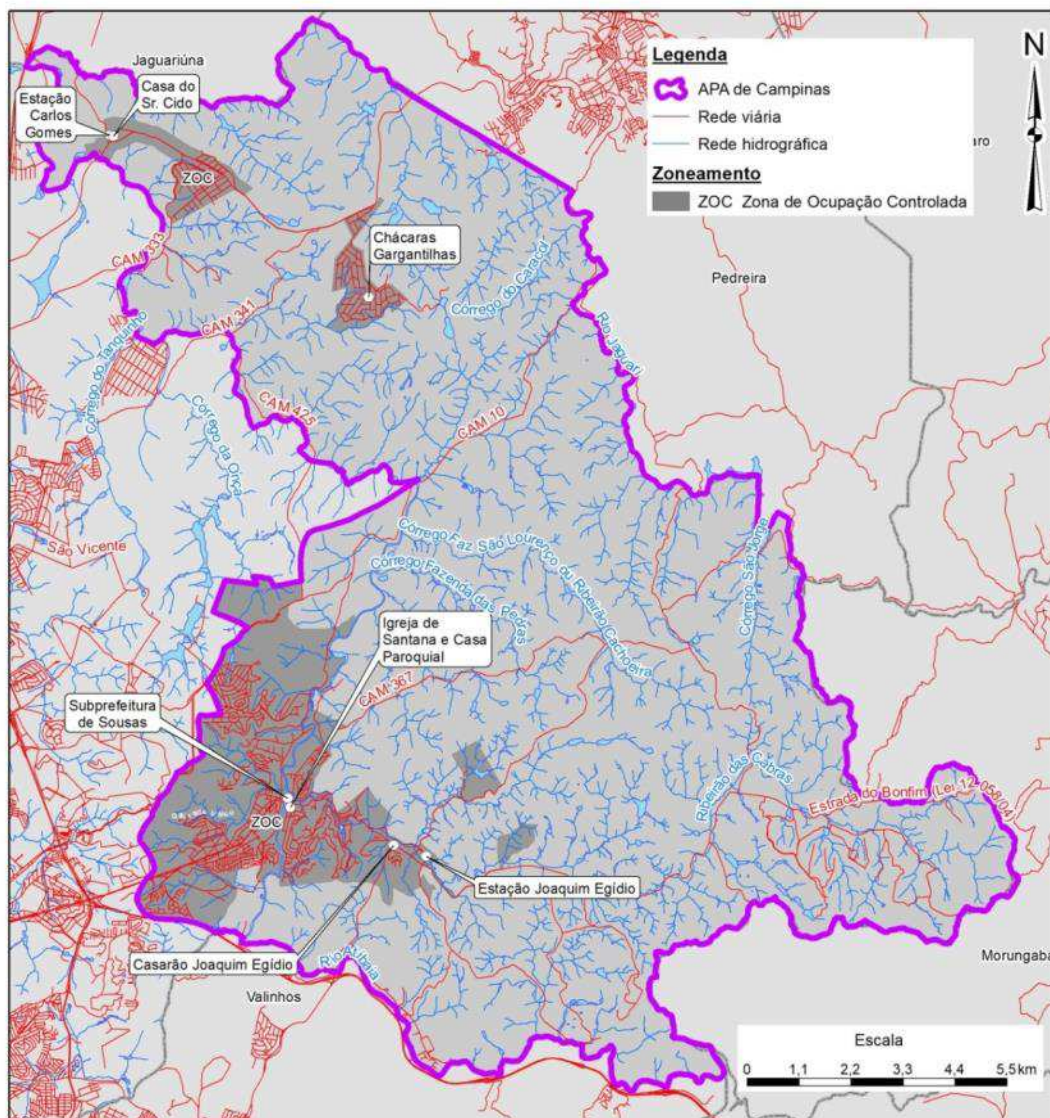 Jaguariúna
Estação
Carlos
Gomes
Casa do
Sr. Cido
ZOC
Chácaras
Gargantilhas
CAM 333
CAM 341
CAM 425
CAM 10
Córrego do Caracol
Córrego do Tanquinho
Córrego da Onça
Rio Jaguari
Pedreira
aro
N
Legenda
APA de Campinas
Rede viária
Rede hidrográfica
Zoneamento
ZOC Zona de Ocupação Controlada
São Vicente
Córrego Faz São Lourenço ou Ribeirão Cachoeira
Córrego Fazenda das Pedras
Córrego São Jorge
Igreja de
Santana e Casa
Paroquial
CAM 367
Subprefeitura
de Sousas
ZOC
Ribeirão das Cabras
Estrada do Bonfim (Lei 12.058/04)
Estação Joaquim Egídio
Casarão Joaquim Egídio
Rio Atibaia
Valinhos
Morungaba
Escala
0 1,1 2,2 3,3 4,4 5,5 km